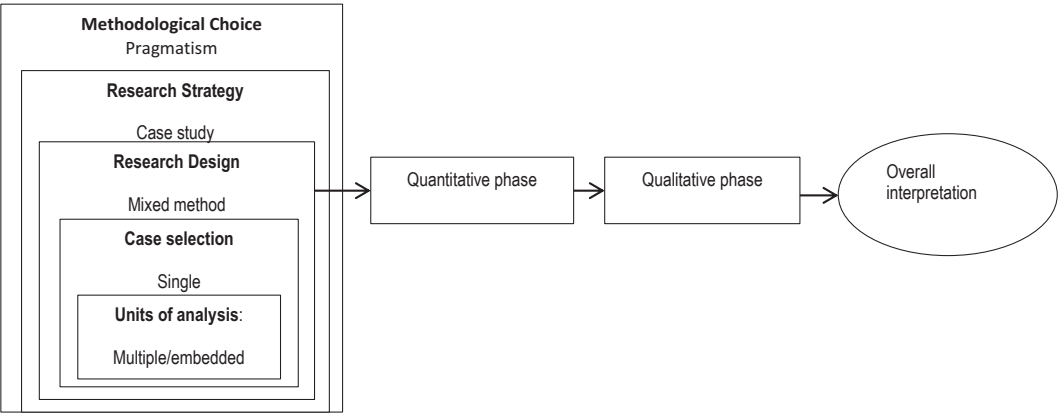 Methodological Choice
Pragmatism
Research Strategy
Case study
Research Design
Mixed method
Case selection
Single
Units of analysis:
Multiple/embedded
Quantitative phase
Qualitative phase
Overall
interpretation